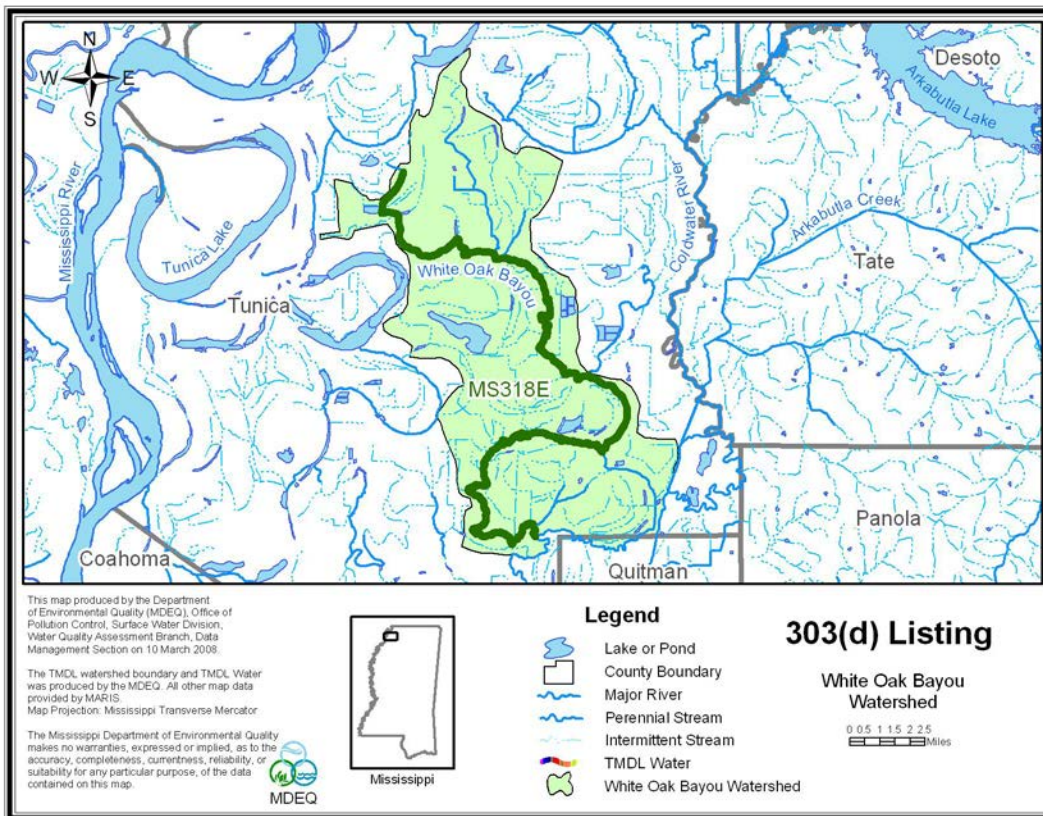 N
W E
S
Desoto
Arkabutla Lake
Mississippi River
Tunica Lake
Coldwater River
Arkabutla Creek
Tate
White Oak Bayou
Tunica
MS318E
Panola
Coahoma
Quitman
This map produced by the Department
of Environmental Quality (MDEQ), Office of
Pollution Control, Surface Water Division,
Water Quality Assessment Branch, Data
Management Section on 10 March 2008.
The TMDL watershed boundary and TMDL Water
was produced by the MDEQ. All other map data
provided by MARIS.
Map Projection: Mississippi Transverse Mercator
The Mississippi Department of Environmental Quality
makes no warranties, expressed or implied, as to the
accuracy, completeness, currentness, reliability, or
suitability for any particular purpose, of the data
contained on this map.
MDEQ
Mississippi
Legend
Lake or Pond
County Boundary
Major River
Perennial Stream
Intermittent Stream
TMDL Water
White Oak Bayou Watershed
303(d) Listing
White Oak Bayou
Watershed
0 0.5 1 1.5 2 2.5
Miles